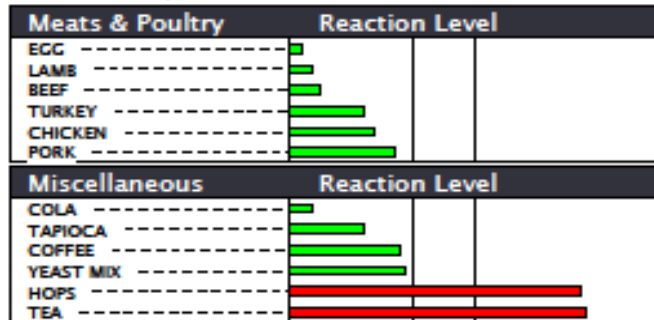 Meats & Poultry Reaction Level
EGG
LAMB
BEEF
TURKEY
CHICKEN
PORK
Miscellaneous Reaction Level
COLA
TAPIOCA
COFFEE
YEAST MIX
HOPS
TEA